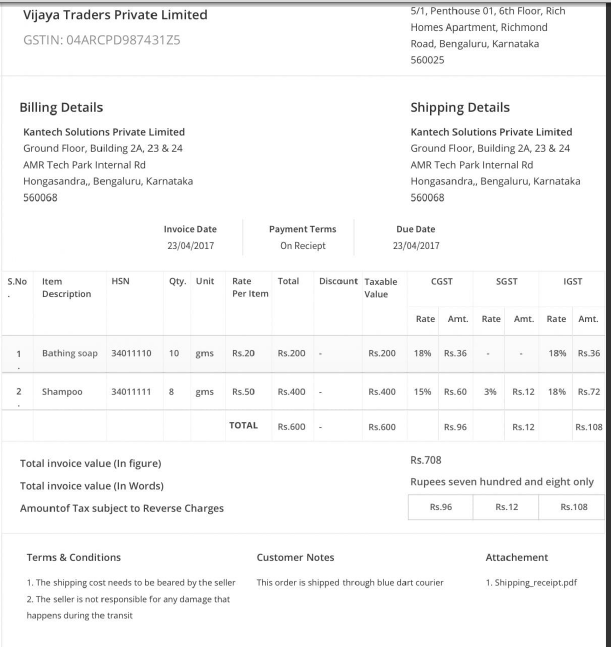 Vijaya Traders Private Limited
GSTIN: 04ARCPD987431Z5
5/1, Penthouse 01, 6th Floor, Rich
Homes Apartment, Richmond
Road, Bengaluru, Karnataka
560025
Billing Details
Kantech Solutions Private Limited
Ground Floor, Building 2A, 23 & 24
AMR Tech Park Internal Rd
Hongasandra,, Bengaluru, Karnataka
560068
Shipping Details
Kantech Solutions Private Limited
Ground Floor, Building 2A, 23 & 24
AMR Tech Park Internal Rd
Hongasandra,, Bengaluru, Karnataka
560068
Invoice Date Payment Terms Due Date
23/04/2017 On Reciept 23/04/2017
S.No. Item Description HSN Qty. Unit Rate Per Item Total Discount Taxable Value CGST SGST IGST
Rate Amt. Rate Amt. Rate Amt.
1. Bathing soap 34011110 10 gms Rs.20 Rs.200 - Rs.200 18% Rs.36 - - 18% Rs.36
2. Shampoo 34011111 8 gms Rs.50 Rs.400 - Rs.400 15% Rs.60 3% Rs.12 18% Rs.72
TOTAL Rs.600 - Rs.600 Rs.96 Rs.12 Rs.108
Total invoice value (In figure) Rs.708
Total invoice value (In Words) Rupees seven hundred and eight only
Amountof Tax subject to Reverse Charges Rs.96 Rs.12 Rs.108
Terms & Conditions
1. The shipping cost needs to be beared by the seller
2. The seller is not responsible for any damage that
happens during the transit
Customer Notes
This order is shipped through blue dart courier
Attachement
1. Shipping_receipt.pdf